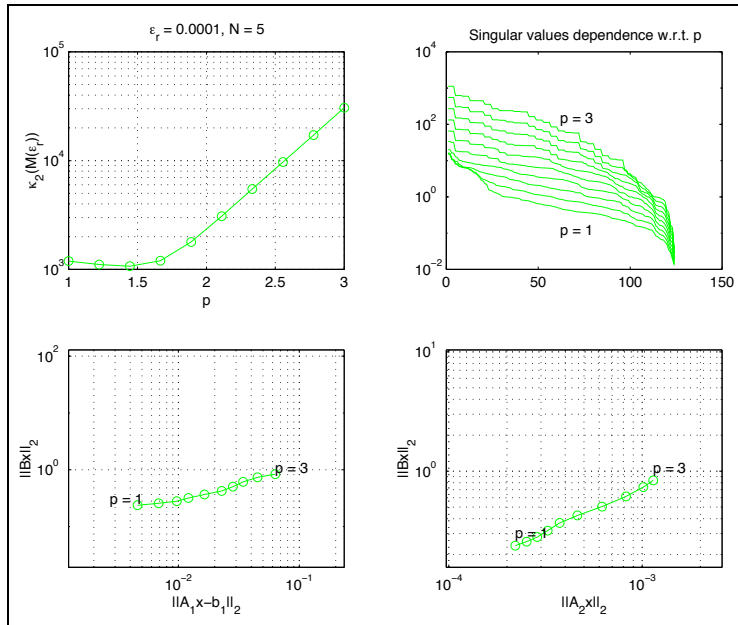 ε_r = 0.0001, N = 5
10^5
10^4
10^3
κ_2(M(ε_r))
1 1.5 2 2.5 3
p
Singular values dependence w.r.t. p
10^4
10^2
10^0
10^-2
p = 3
p = 1
0 50 100 150
10^2
10^0
||Bx||_2
p = 1
p = 3
10^-2 10^-1
||A_1x−b_1||_2
10^1
10^0
||Bx||_2
p = 3
p = 1
10^-4 10^-3
||A_2x||_2